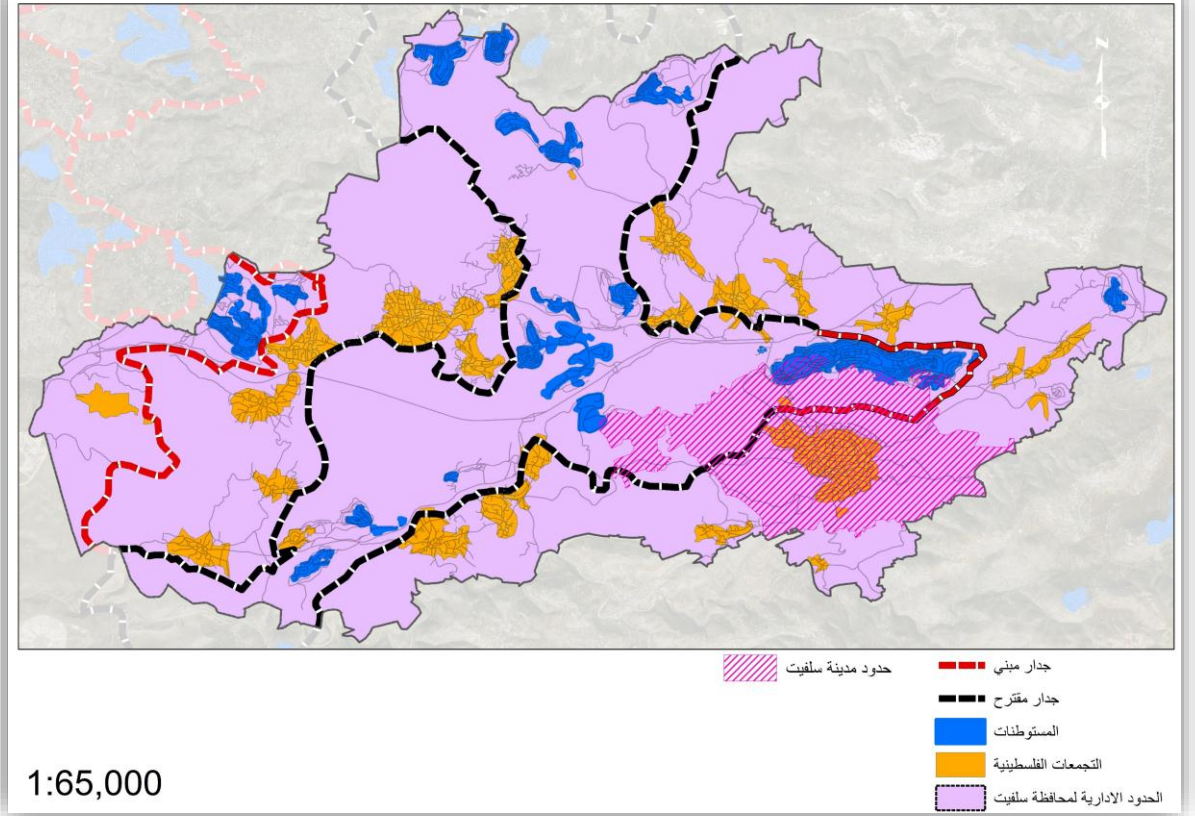 N
جدار مبني
حدود مدينة سلفيت
جدار مقترح
المستوطنات
التجمعات الفلسطينية
الحدود الادارية لمحافظة سلفيت
1:65,000